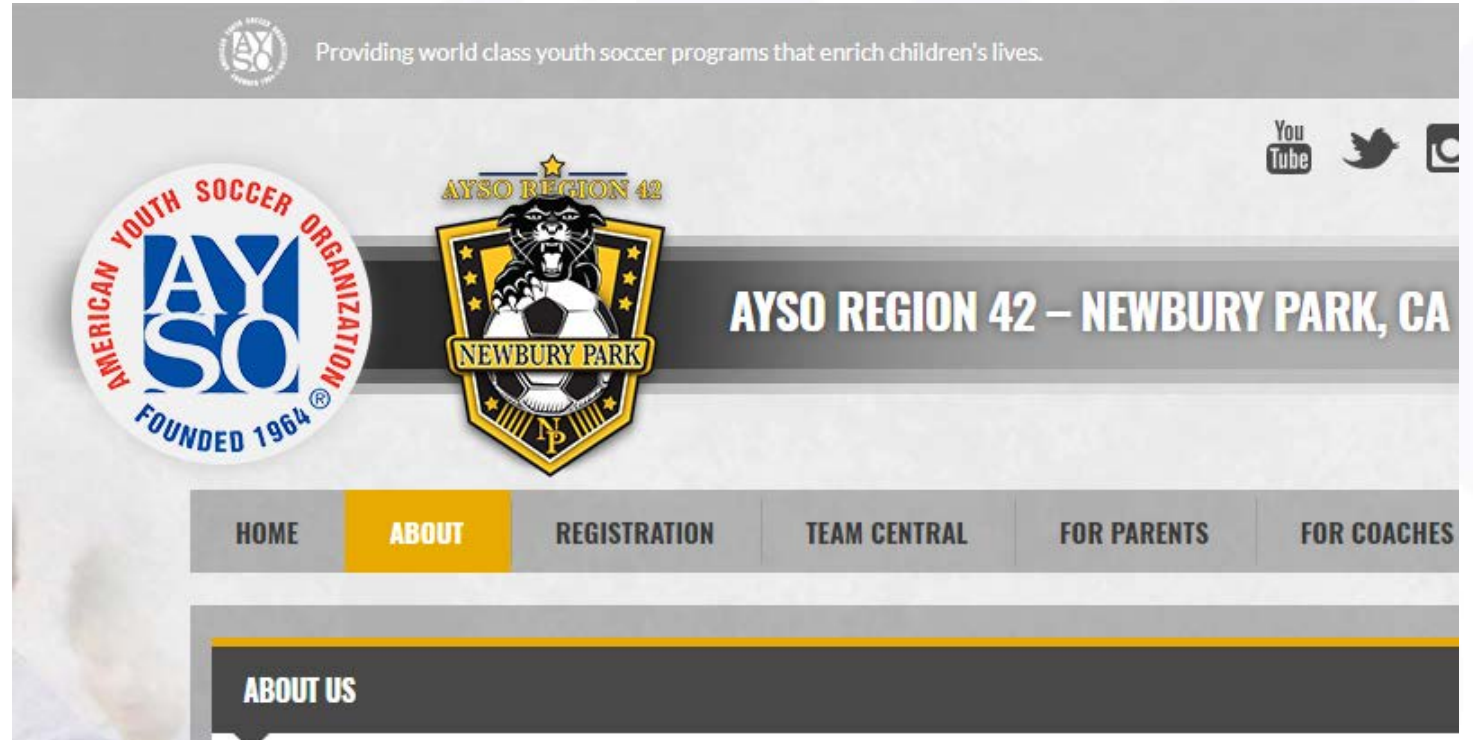 AYSO
Providing world class youth soccer programs that enrich children's lives.
You
Tube
AMERICAN YOUTH SOCCER ORGANIZATION
AY
SO
®
FOUNDED 1964
AYSO REGION 42
NEWBURY PARK
NP
AYSO REGION 42 – NEWBURY PARK, CA
HOME ABOUT REGISTRATION TEAM CENTRAL FOR PARENTS FOR COACHES
ABOUT US